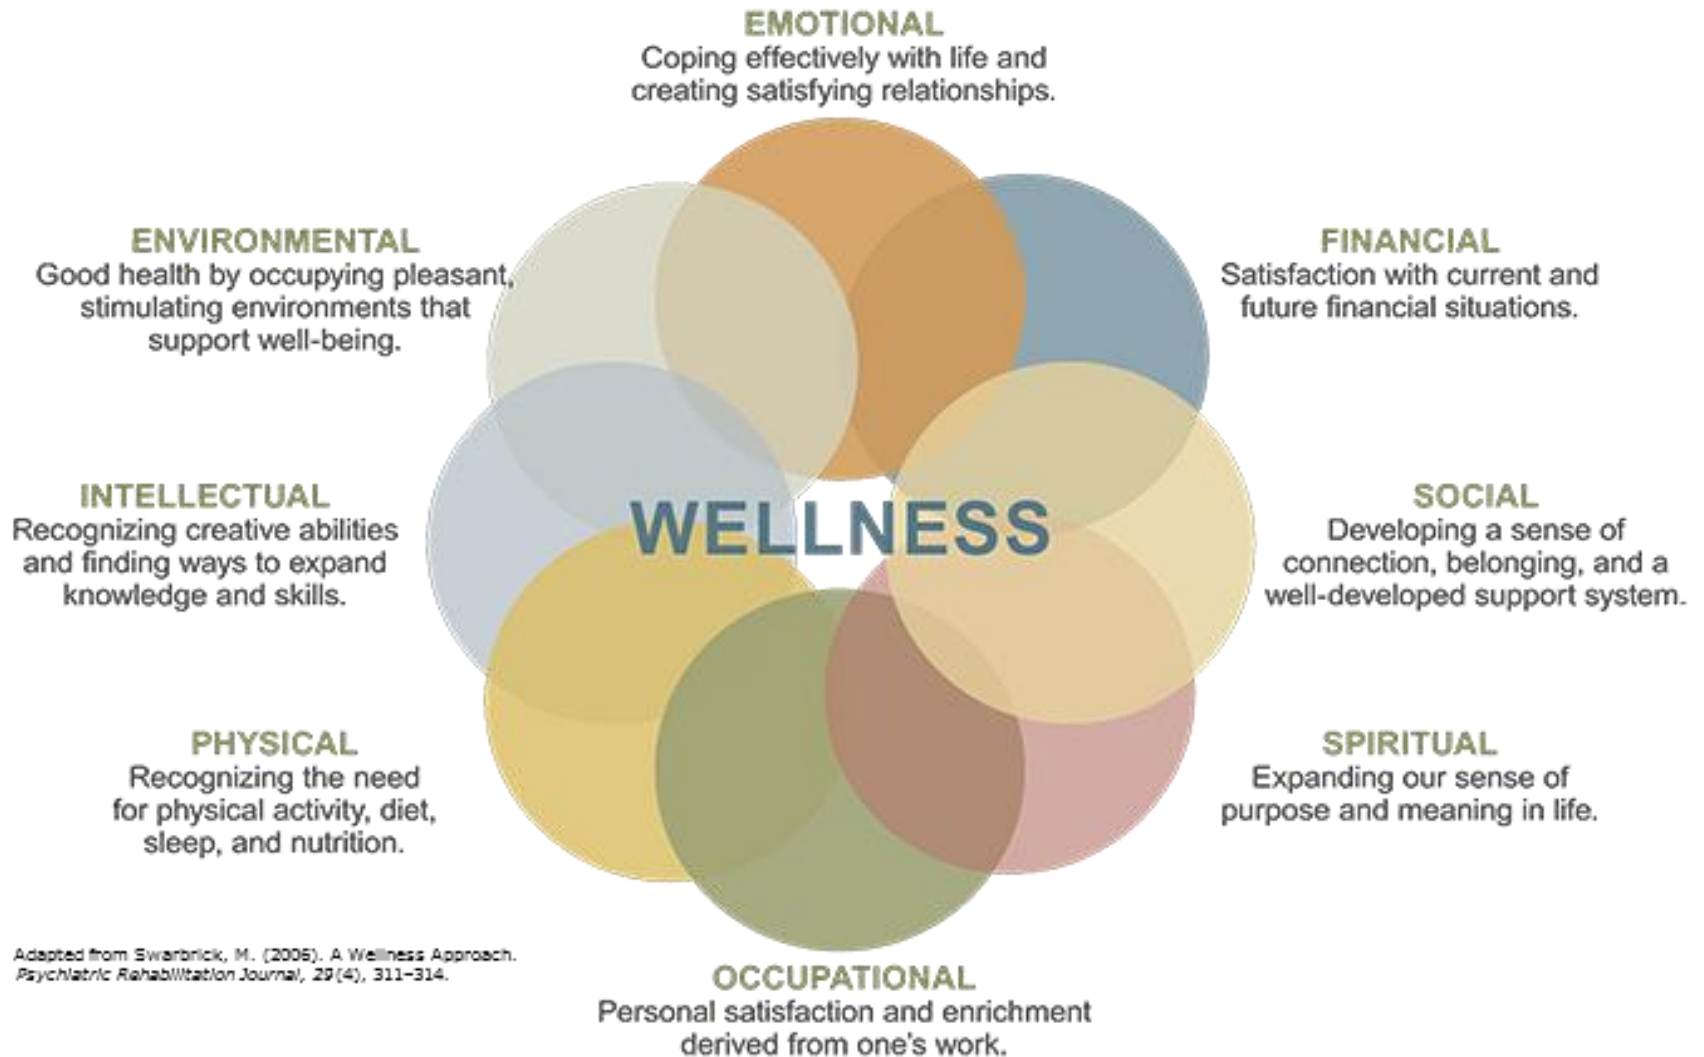 EMOTIONAL
Coping effectively with life and
creating satisfying relationships.
FINANCIAL
Satisfaction with current and
future financial situations.
SOCIAL
Developing a sense of
connection, belonging, and a
well-developed support system.
SPIRITUAL
Expanding our sense of
purpose and meaning in life.
OCCUPATIONAL
Personal satisfaction and enrichment
derived from one's work.
PHYSICAL
Recognizing the need
for physical activity, diet,
sleep, and nutrition.
INTELLECTUAL
Recognizing creative abilities
and finding ways to expand
knowledge and skills.
ENVIRONMENTAL
Good health by occupying pleasant,
stimulating environments that
support well-being.
WELLNESS
Adapted from Swarbrick, M. (2006). A Wellness Approach.
Psychiatric Rehabilitation Journal, 29(4), 311–314.